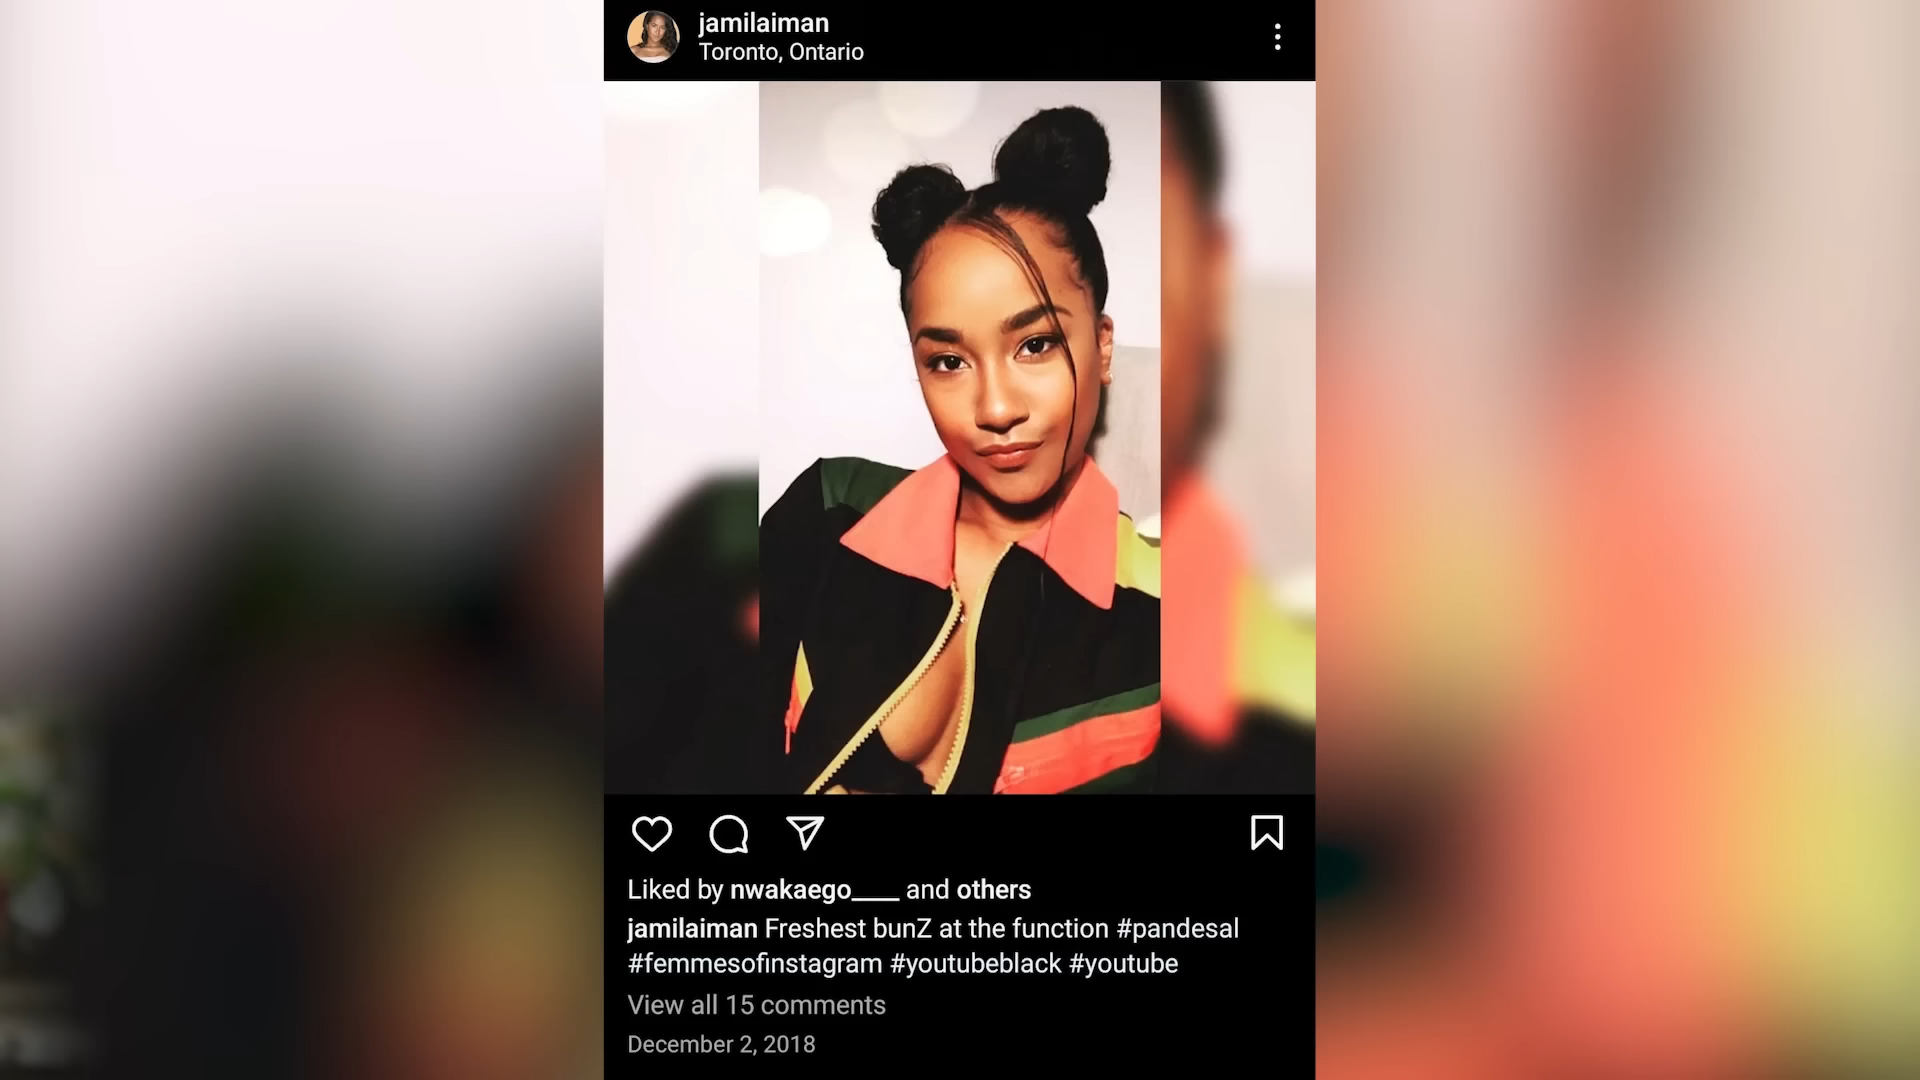 jamilaiman
Toronto, Ontario
Liked by nwakaego____ and others
jamilaiman Freshest bunZ at the function #pandesal
#femmesofinstagram #youtubeblack #youtube
View all 15 comments
December 2, 2018